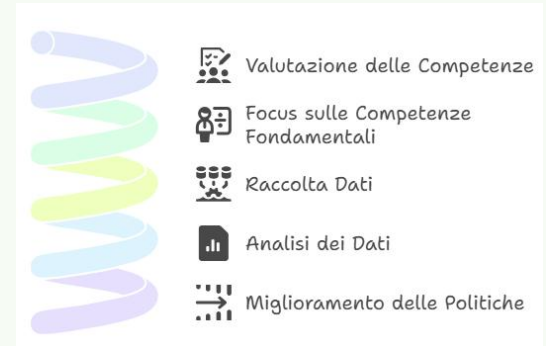 Valutazione delle Competenze
Focus sulle Competenze
Fondamentali
Raccolta Dati
Analisi dei Dati
Miglioramento delle Politiche